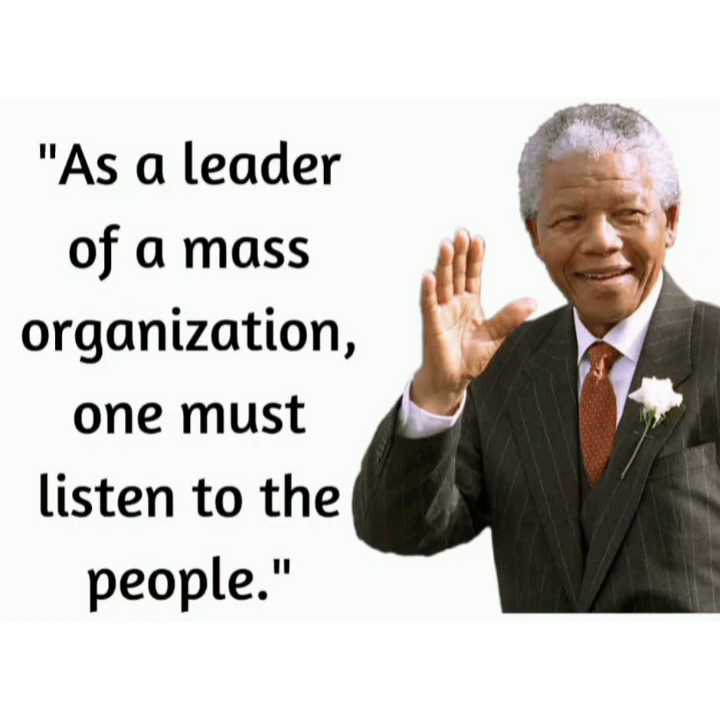 "As a leader
of a mass
organization,
one must
listen to the
people."